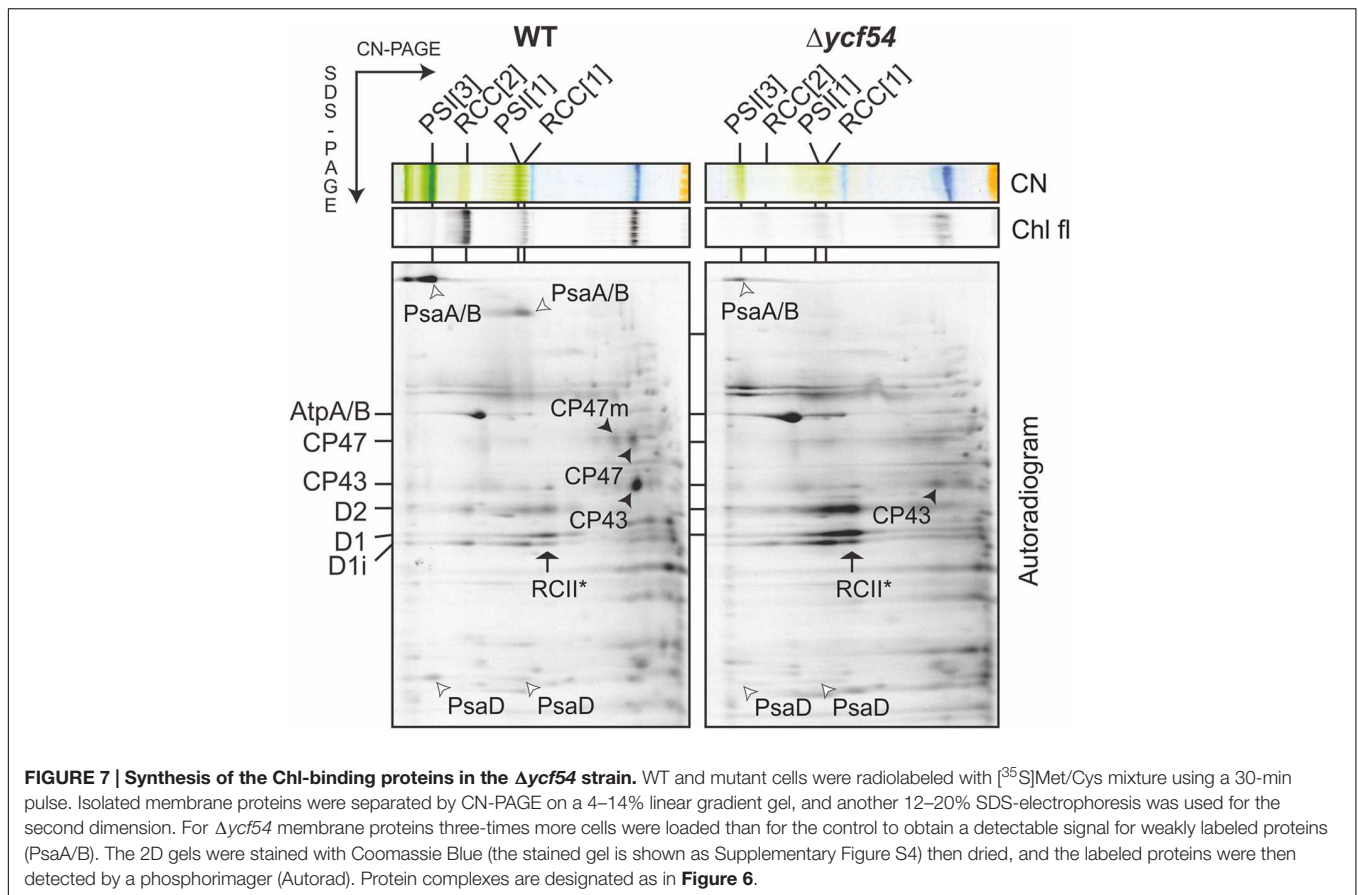 WT
Δycf54
CN-PAGE
SDS-PAGE
PSI[3]
RCC[2]
PSI[1]
RCC[1]
PSI[3]
RCC[2]
PSI[1]
RCC[1]
CN
Chl fl
PsaA/B
PsaA/B
PsaA/B
AtpA/B
CP47
CP43
D2
D1
D1i
CP47m
CP47
CP43
CP43
RCII*
RCII*
PsaD
PsaD
PsaD
PsaD
Autoradiogram
FIGURE 7 | Synthesis of the Chl-binding proteins in the Δycf54 strain. WT and mutant cells were radiolabeled with [35S]Met/Cys mixture using a 30-min
pulse. Isolated membrane proteins were separated by CN-PAGE on a 4–14% linear gradient gel, and another 12–20% SDS-electrophoresis was used for the
second dimension. For Δycf54 membrane proteins three-times more cells were loaded than for the control to obtain a detectable signal for weakly labeled proteins
(PsaA/B). The 2D gels were stained with Coomassie Blue (the stained gel is shown as Supplementary Figure S4) then dried, and the labeled proteins were then
detected by a phosphorimager (Autorad). Protein complexes are designated as in Figure 6.